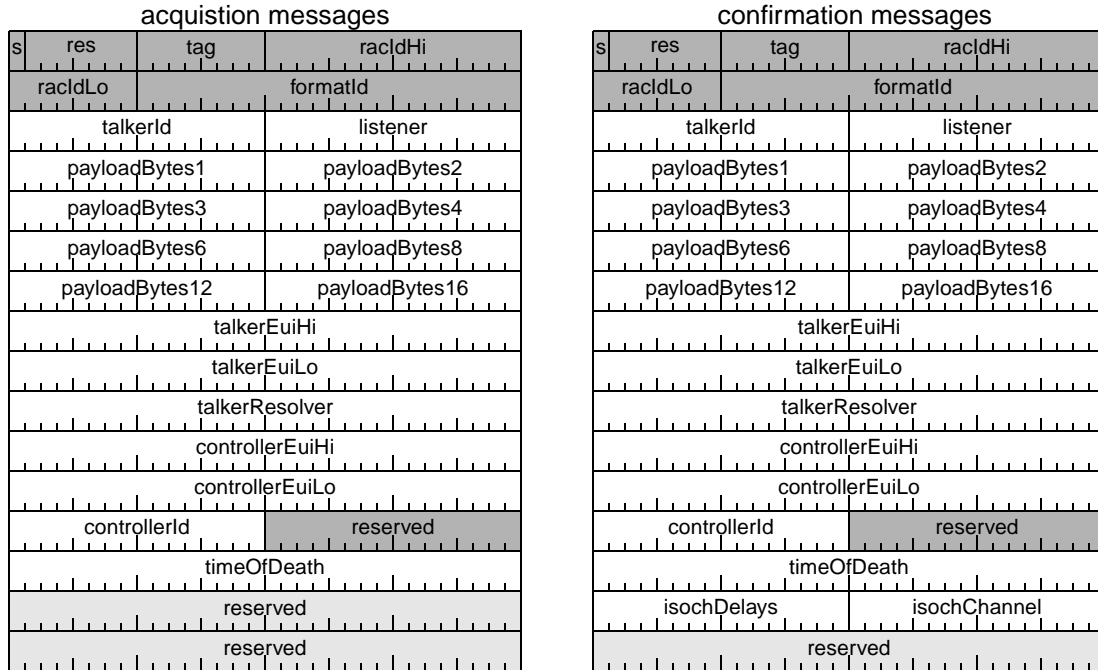 acquistion messages
s res tag racIdHi
racIdLo formatId
talkerId listener
payloadBytes1 payloadBytes2
payloadBytes3 payloadBytes4
payloadBytes6 payloadBytes8
payloadBytes12 payloadBytes16
talkerEuiHi
talkerEuiLo
talkerResolver
controllerEuiHi
controllerEuiLo
controllerId reserved
timeOfDeath
reserved
reserved
confirmation messages
s res tag racIdHi
racIdLo formatId
talkerId listener
payloadBytes1 payloadBytes2
payloadBytes3 payloadBytes4
payloadBytes6 payloadBytes8
payloadBytes12 payloadBytes16
talkerEuiHi
talkerEuiLo
talkerResolver
controllerEuiHi
controllerEuiLo
controllerId reserved
timeOfDeath
isochDelays isochChannel
reserved